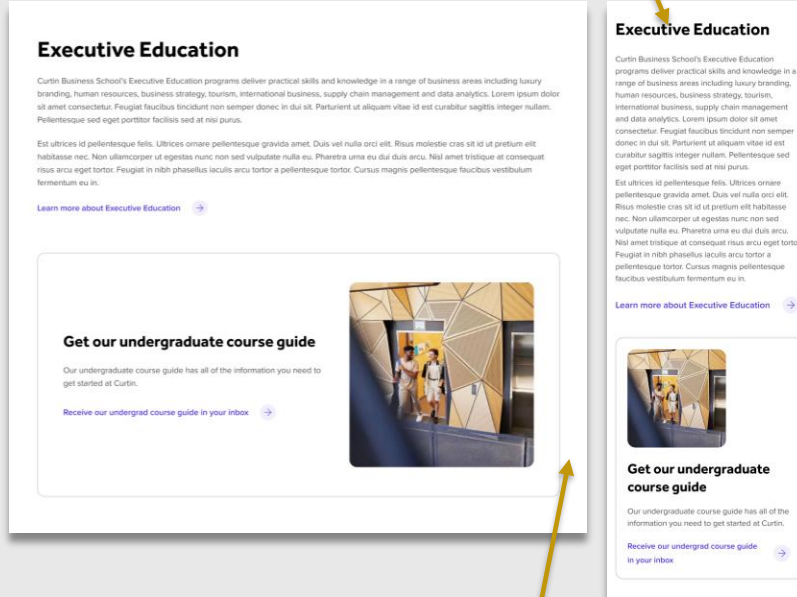 Executive Education
Curtin Business School's Executive Education programs deliver practical skills and knowledge in a range of business areas including luxury
branding, human resources, business strategy, tourism, international business, supply chain management and data analytics. Lorem ipsum dolor
sit amet consectetur. Feugiat faucibus tincidunt non semper donec in dui sit. Parturient ut aliquam vitae id est curabitur sagittis integer nullam.
Pellentesque sed eget porttitor facilisis sed at nisi purus.
Est ultrices id pellentesque felis. Ultrices ornare pellentesque gravida amet. Duis vel nulla orci elit. Risus molestie cras sit id ut pretium elit
habitasse nec. Non ullamcorper ut egestas nunc non sed vulputate nulla eu. Pharetra urna eu dui duis arcu. Nisl amet tristique at consequat
risus arcu eget tortor. Feugiat in nibh phasellus iaculis arcu tortor a pellentesque tortor. Cursus magnis pellentesque faucibus vestibulum
fermentum eu in.
Learn more about Executive Education
Get our undergraduate course guide
Our undergraduate course guide has all of the information you need to
get started at Curtin.
Receive our undergrad course guide in your inbox
Executive Education
Curtin Business School's Executive Education
programs deliver practical skills and knowledge in a
range of business areas including luxury branding,
human resources, business strategy, tourism,
international business, supply chain management
and data analytics. Lorem ipsum dolor sit amet
consectetur. Feugiat faucibus tincidunt non semper
donec in dui sit. Parturient ut aliquam vitae id est
curabitur sagittis integer nullam. Pellentesque sed
eget porttitor facilisis sed at nisi purus.
Est ultrices id pellentesque felis. Ultrices ornare
pellentesque gravida amet. Duis vel nulla orci elit.
Risus molestie cras sit id ut pretium elit habitasse
nec. Non ullamcorper ut egestas nunc non sed
vulputate nulla eu. Pharetra urna eu dui duis arcu.
Nisl amet tristique at consequat risus arcu eget torto
Feugiat in nibh phasellus iaculis arcu tortor a
pellentesque tortor. Cursus magnis pellentesque
faucibus vestibulum fermentum eu in.
Learn more about Executive Education
Get our undergraduate
course guide
Our undergraduate course guide has all of the
information you need to get started at Curtin.
Receive our undergrad course guide
in your inbox